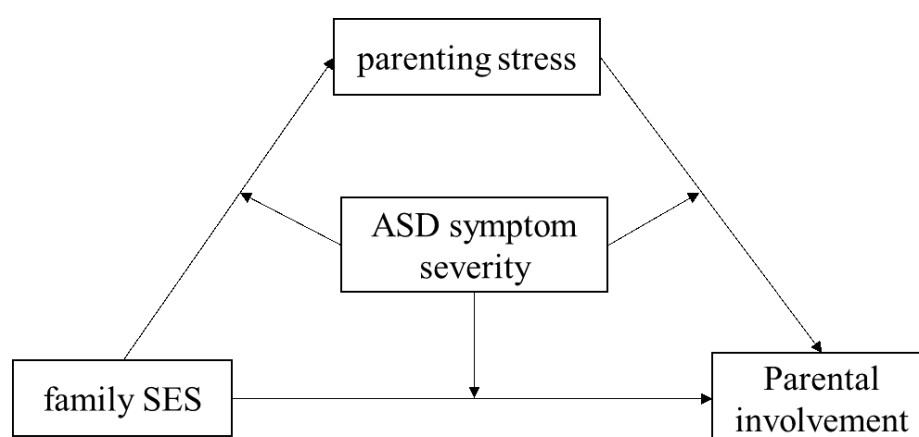 parenting stress
ASD symptom
severity
family SES
Parental
involvement